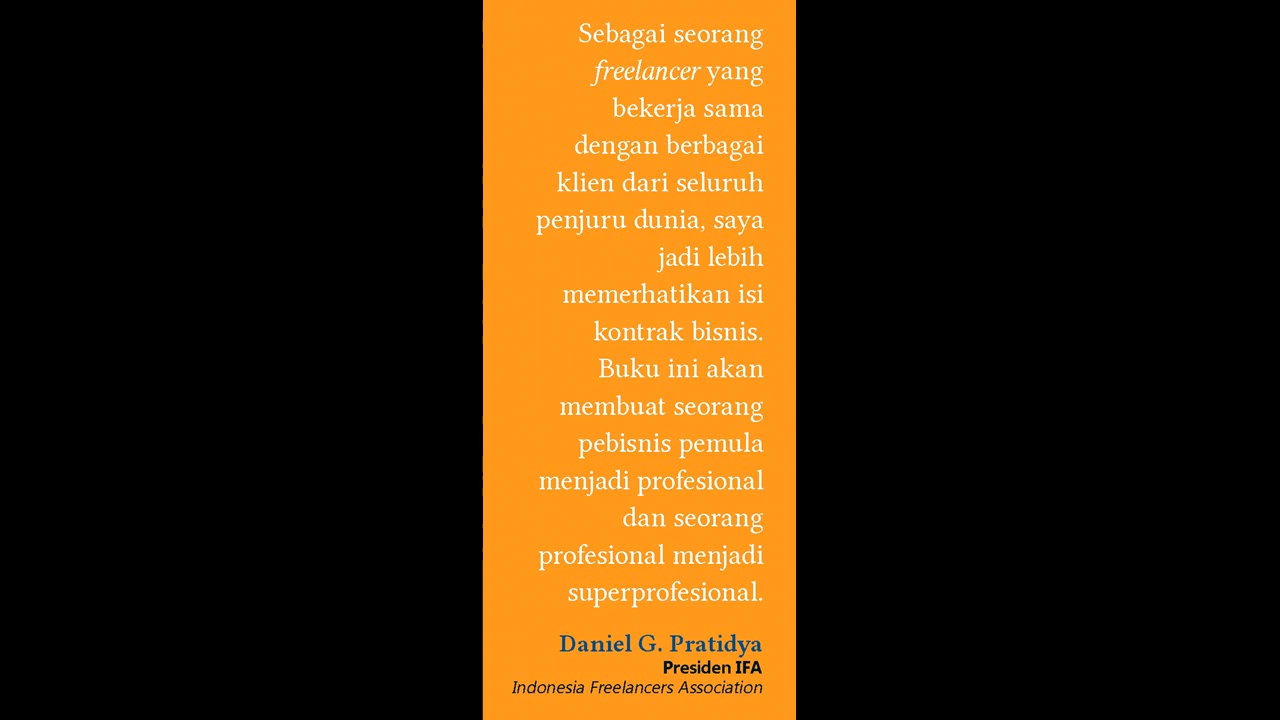 Sebagai seorang
freelancer yang
bekerja sama
dengan berbagai
klien dari seluruh
penjuru dunia, saya
jadi lebih
memerhatikan isi
kontrak bisnis.
Buku ini akan
membuat seorang
pebisnis pemula
menjadi profesional
dan seorang
profesional menjadi
superprofesional.
Daniel G. Pratidya
Presiden IFA
Indonesia Freelancers Association